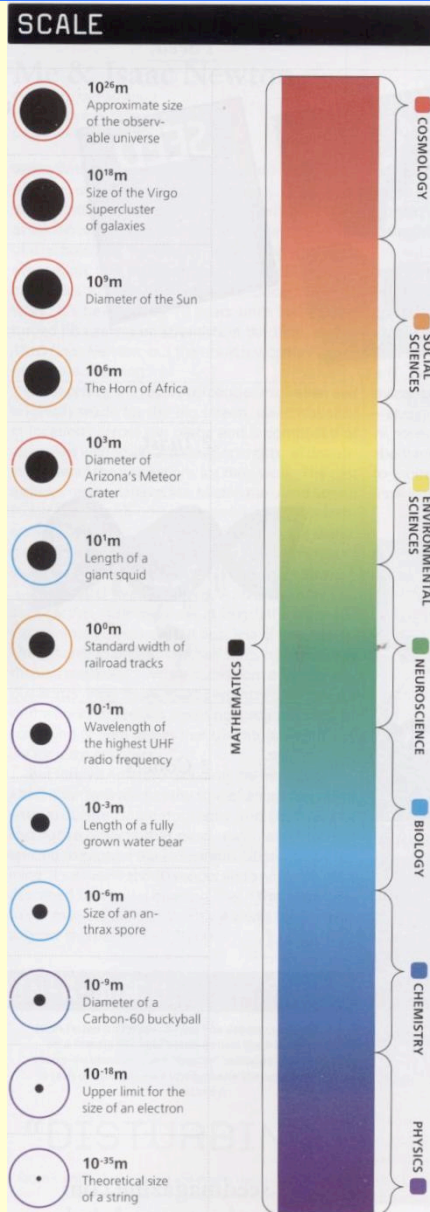 SCALE
10²⁶m
Approximate size
of the observ-
able universe
10¹⁸m
Size of the Virgo
Supercluster
of galaxies
10⁹m
Diameter of the Sun
10⁶m
The Horn of Africa
10³m
Diameter of
Arizona's Meteor
Crater
10¹m
Length of a
giant squid
10⁰m
Standard width of
railroad tracks
10⁻¹m
Wavelength of
the highest UHF
radio frequency
10⁻³m
Length of a fully
grown water bear
10⁻⁶m
Size of an an-
thrax spore
10⁻⁹m
Diameter of a
Carbon-60 buckyball
10⁻¹⁸m
Upper limit for the
size of an electron
10⁻³⁵m
Theoretical size
of a string
MATHEMATICS
COSMOLOGY
SOCIAL
SCIENCES
ENVIRONMENTAL
SCIENCES
NEUROSCIENCE
BIOLOGY
CHEMISTRY
PHYSICS